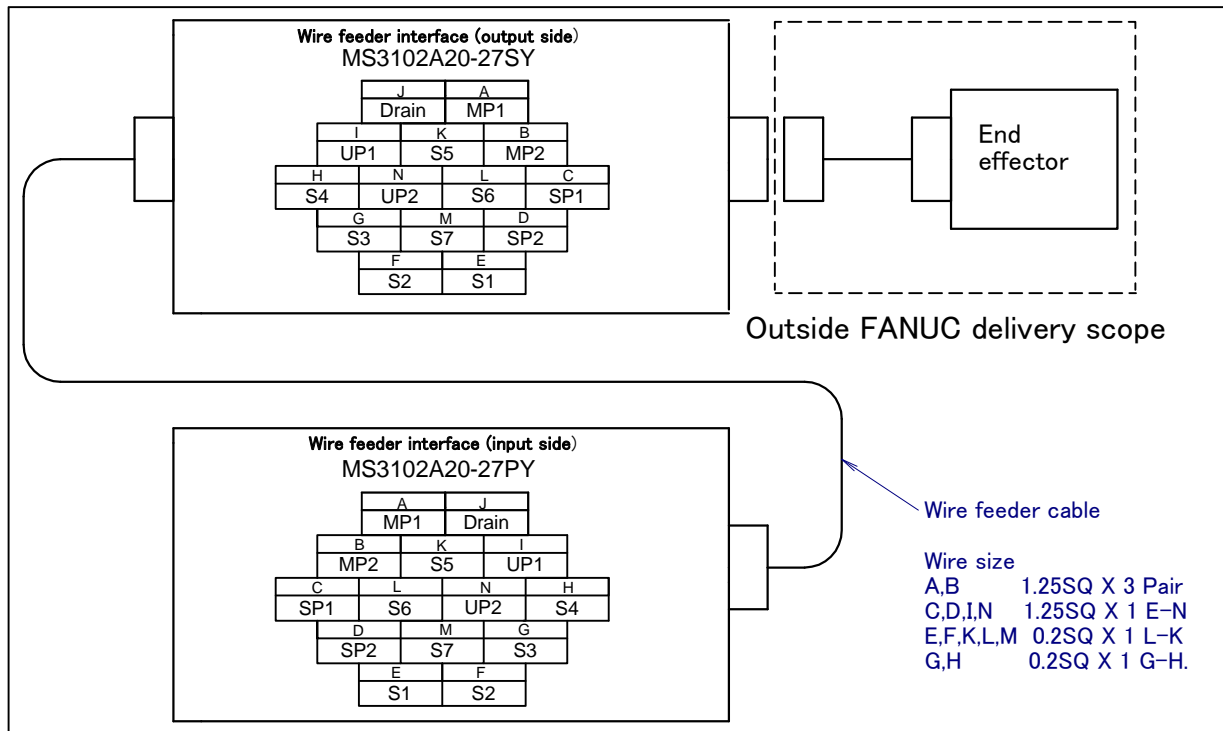 Wire feeder interface (output side)
MS3102A20-27SY
J A
Drain MP1
I K B
UP1 S5 MP2
H N L C
S4 UP2 S6 SP1
G M D
S3 S7 SP2
F E
S2 S1
End
effector
Outside FANUC delivery scope
Wire feeder interface (input side)
MS3102A20-27PY
A J
MP1 Drain
B K I
MP2 S5 UP1
C L N H
SP1 S6 UP2 S4
D M G
SP2 S7 S3
E F
S1 S2
Wire feeder cable
Wire size
A,B 1.25SQ X 3 Pair
C,D,I,N 1.25SQ X 1 E-N
E,F,K,L,M 0.2SQ X 1 L-K
G,H 0.2SQ X 1 G-H.